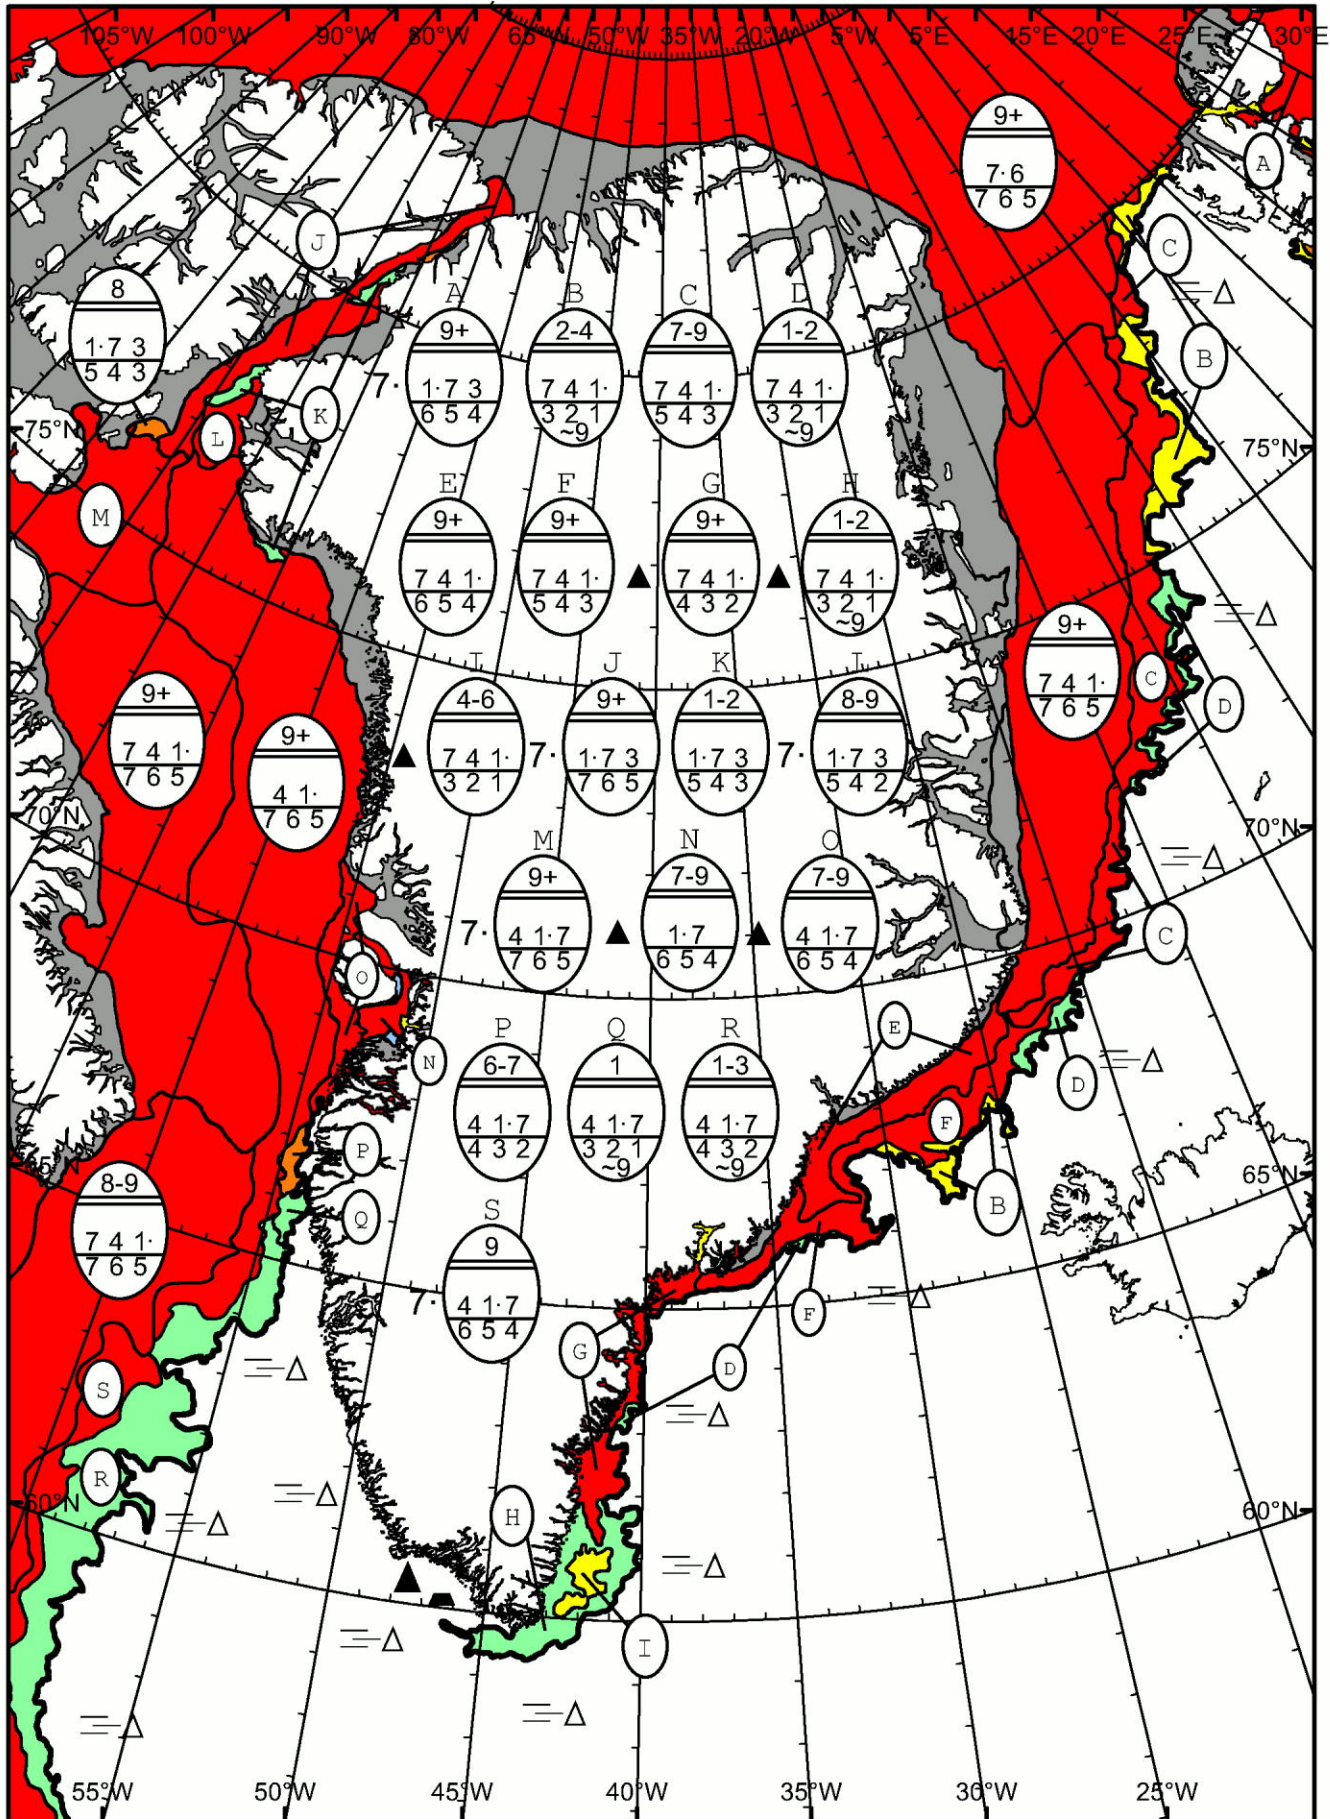 105°W 100°W 90°W 80°W 65°W 50°W 35°W 20°W 5°W 5°E 15°E 20°E 25°E 30°E
9+
7· 6
7 6 5
A
J
C
8
1· 7 3
5 4 3
B
A B C D
9+ 2-4 7-9 1-2
7· 1· 7 3 7 4 1· 7 4 1· 7 4 1·
6 5 4 3 2 1 5 4 3 3 2 1
~9 ~9
K
L
75°N 75°N
M
E F G H
9+ 9+ 9+ 1-2
7 4 1· 7 4 1· 7 4 1· 7 4 1·
6 5 4 5 4 3 4 3 2 3 2 1
~9
9+
7 4 1·
7 6 5
C
D
I J K L
4-6 9+ 1-2 8-9
7 4 1· 7· 1· 7 3 1· 7 3 7· 1· 7 3
3 2 1 7 6 5 5 4 3 5 4 2
9+
7 4 1·
7 6 5
9+
4 1·
7 6 5
70°N 70°N
M N O
9+ 7-9 7-9
7· 4 1· 7 1· 7 4 1· 7
7 6 5 6 5 4 6 5 4
C
O
E
N
D
P Q R
6-7 1 1-3
4 1· 7 4 1· 7 4 1· 7
4 3 2 3 2 1 4 3 2
~9 ~9
F
P
65°N
B
Q
8-9
7 4 1·
7 6 5
S
9
7· 4 1· 7
6 5 4
F
G
D
S
R
60°N 60°N
H
I
55°W 50°W 45°W 40°W 35°W 30°W 25°W